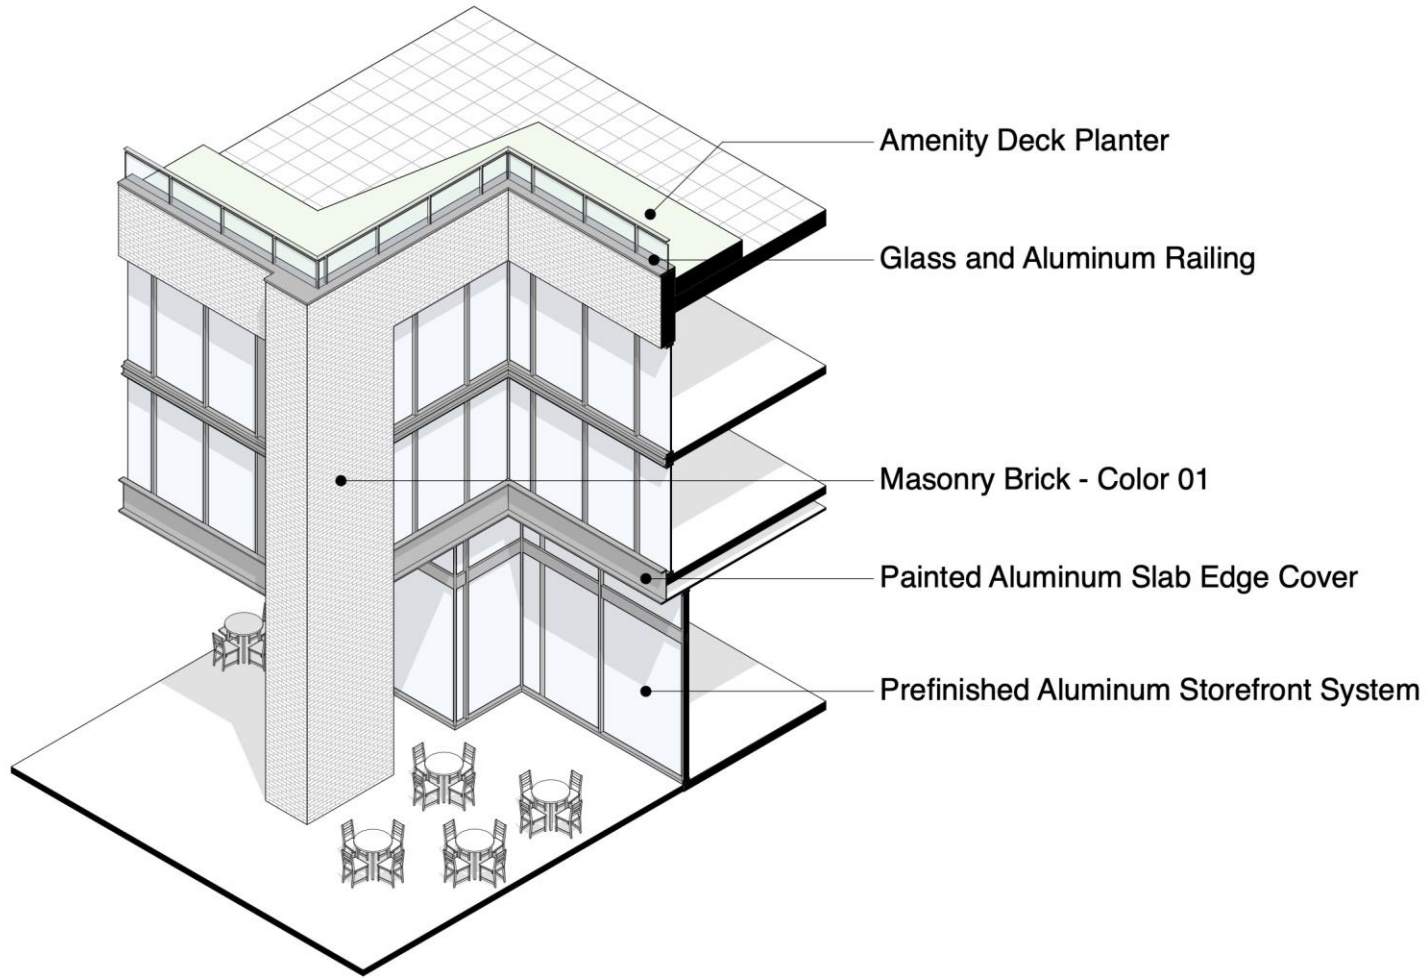 Amenity Deck Planter
Glass and Aluminum Railing
Masonry Brick - Color 01
Painted Aluminum Slab Edge Cover
Prefinished Aluminum Storefront System